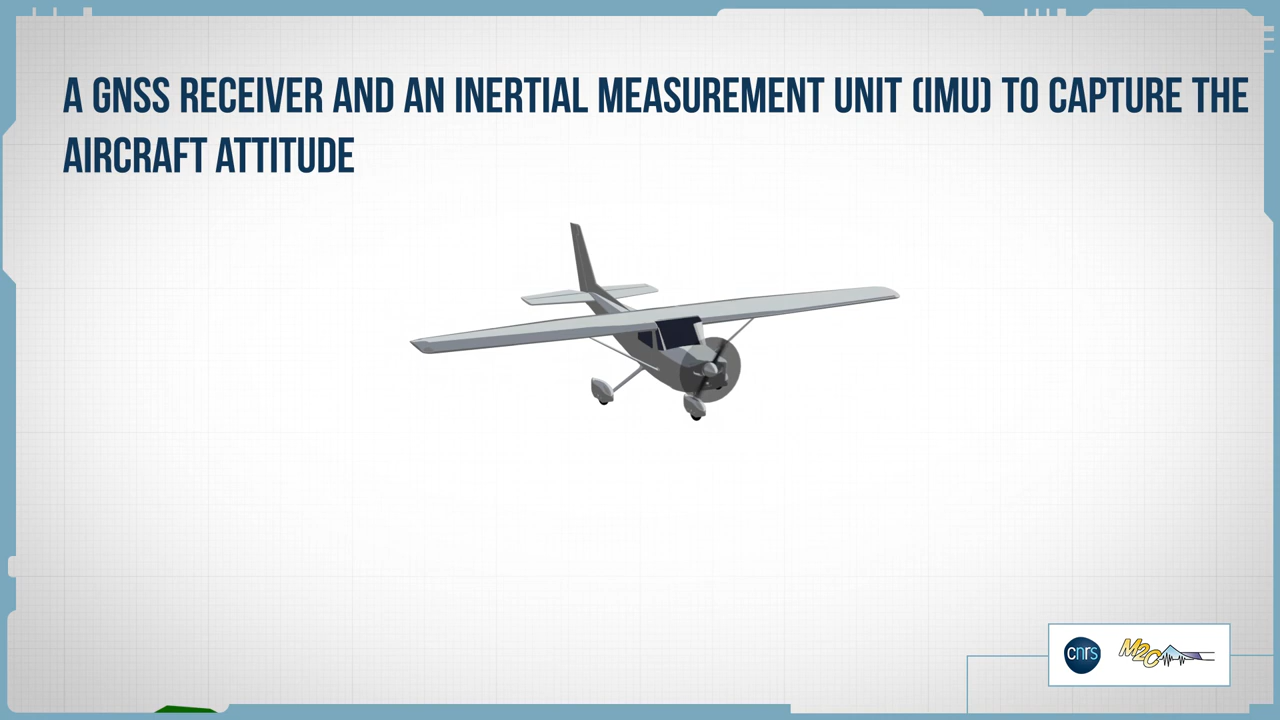 A GNSS RECEIVER AND AN INERTIAL MEASUREMENT UNIT (IMU) TO CAPTURE THE
AIRCRAFT ATTITUDE
cnrs
M2C